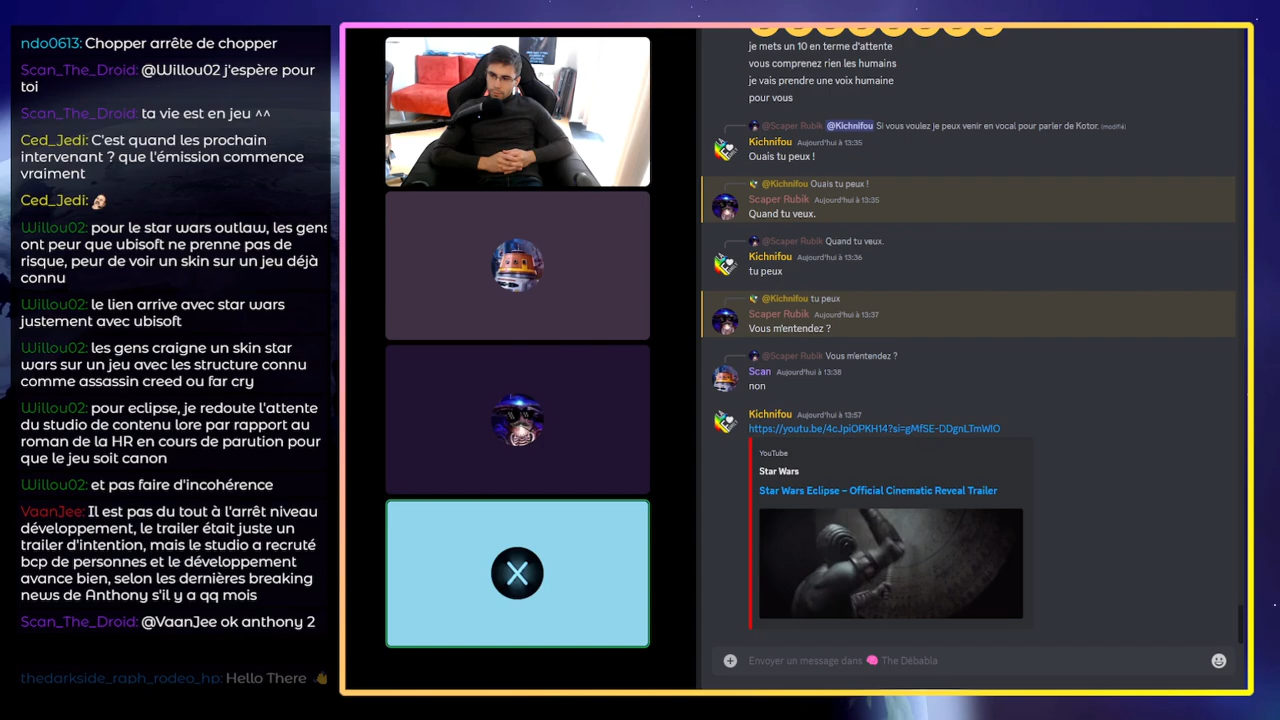 ndo0613: Chopper arrête de chopper
Scan_The_Droid: @Willou02 j'espère pour
toi
Scan_The_Droid: ta vie est en jeu ^^
Ced_Jedi: C'est quand les prochain
intervenant ? que l'émission commence
vraiment
Ced_Jedi:
Willou02: pour le star wars outlaw, les gens
ont peur que ubisoft ne prenne pas de
risque, peur de voir un skin sur un jeu déjà
connu
Willou02: le lien arrive avec star wars
justement avec ubisoft
Willou02: les gens craigne un skin star
wars sur un jeu avec les structure connu
comme assassin creed ou far cry
Willou02: pour eclipse, je redoute l'attente
du studio de contenu lore par rapport au
roman de la HR en cours de parution pour
que le jeu soit canon
Willou02: et pas faire d'incohérence
VaanJee: Il est pas du tout à l'arrêt niveau
développement, le trailer était juste un
trailer d'intention, mais le studio a recruté
bcp de personnes et le développement
avance bien, selon les dernières breaking
news de Anthony s'il y a qq mois
Scan_The_Droid: @VaanJee ok anthony 2
thedarkside_raph_rodeo_hp: Hello There
je mets un 10 en terme d'attente
vous comprenez rien les humains
je vais prendre une voix humaine
pour vous
@Scaper Rubik @Kichnifou Si vous voulez je peux venir en vocal pour parler de Kotor. (modifié)
Kichnifou Aujourd'hui à 13:35
Ouais tu peux !
@Kichnifou Ouais tu peux !
Scaper Rubik Aujourd'hui à 13:35
Quand tu veux.
@Scaper Rubik Quand tu veux.
Kichnifou Aujourd'hui à 13:36
tu peux
@Kichnifou tu peux
Scaper Rubik Aujourd'hui à 13:37
Vous m'entendez ?
@Scaper Rubik Vous m'entendez ?
Scan Aujourd'hui à 13:38
non
Kichnifou Aujourd'hui à 13:57
https://youtu.be/4cJpiOPKH14?si=gMfSE-DDgnLTmWlO
YouTube
Star Wars
Star Wars Eclipse – Official Cinematic Reveal Trailer
Envoyer un message dans 🧠 The Débabla